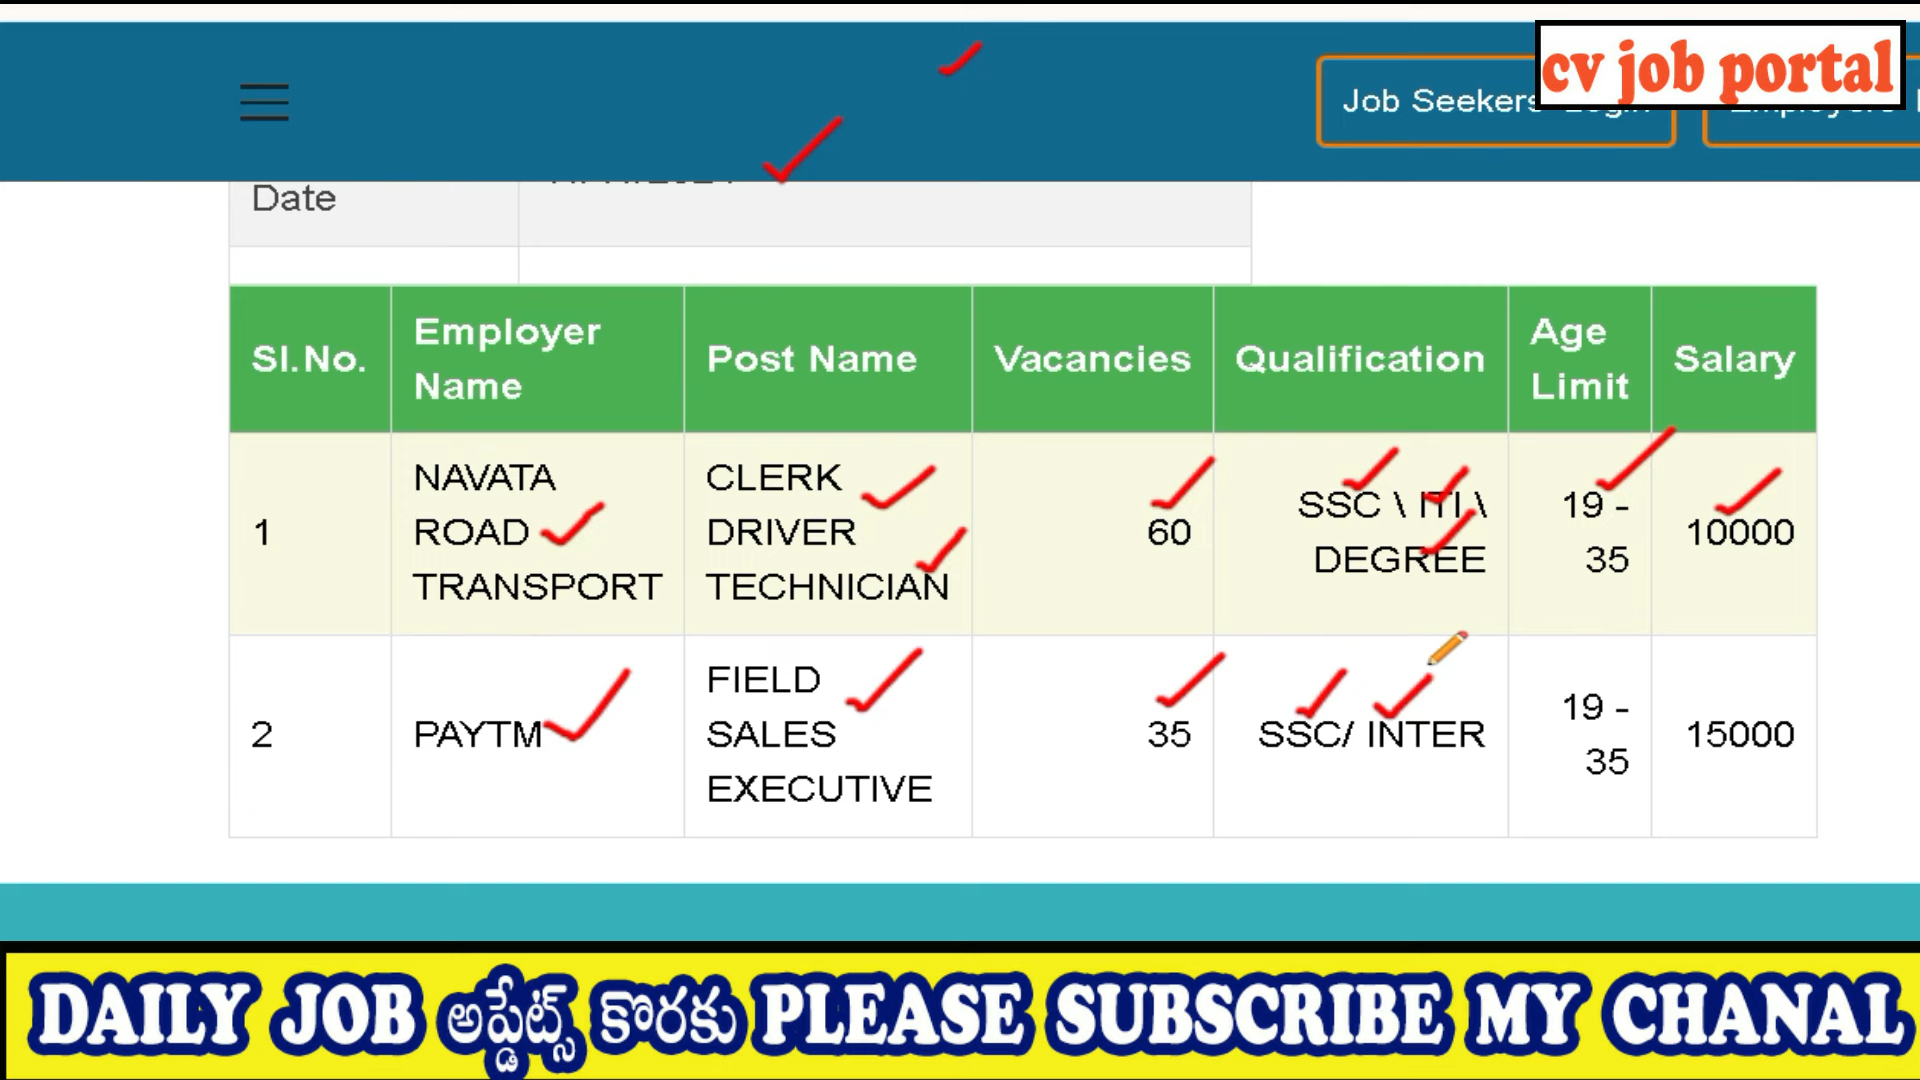 cv job portal
Job Seekers
Date
Sl.No.
Employer Name
Post Name
Vacancies
Qualification
Age Limit
Salary
1
NAVATA ROAD TRANSPORT
CLERK DRIVER TECHNICIAN
60
SSC \ ITI \ DEGREE
19 - 35
10000
2
PAYTM
FIELD SALES EXECUTIVE
35
SSC/ INTER
19 - 35
15000
DAILY JOB అప్డేట్స్ కొరకు PLEASE SUBSCRIBE MY CHANAL